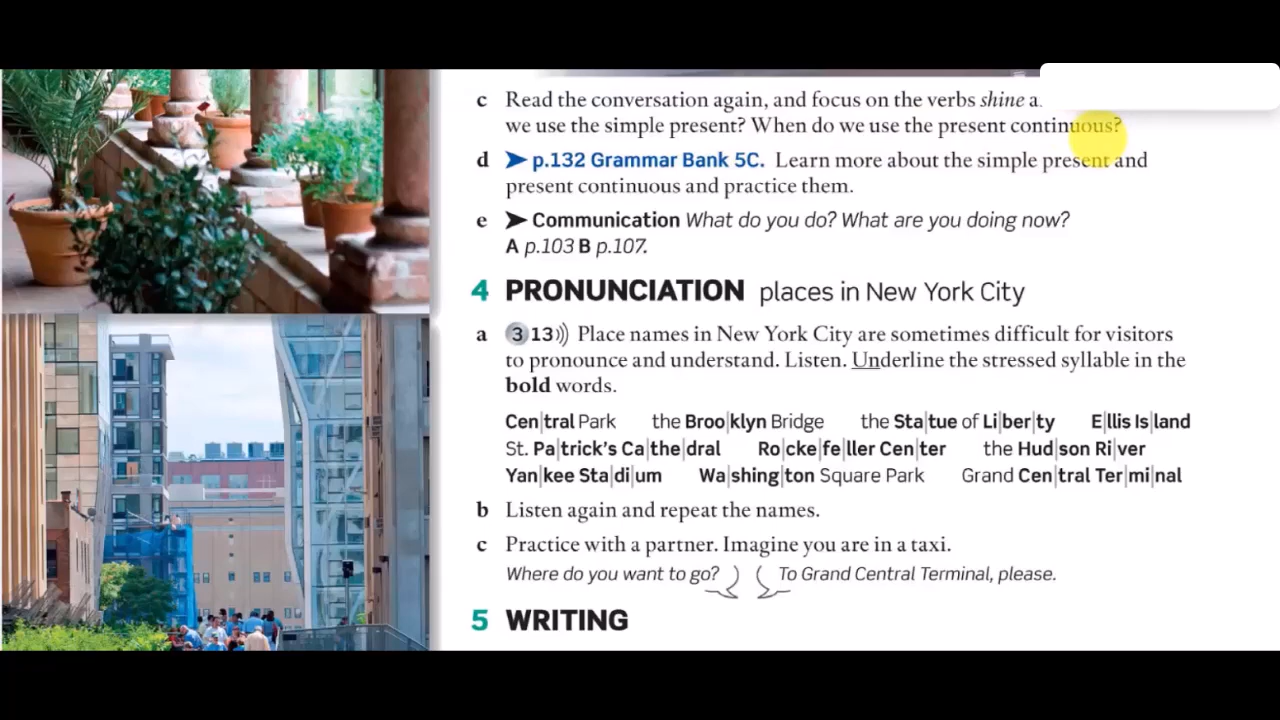 c Read the conversation again, and focus on the verbs shine a
we use the simple present? When do we use the present continuous?
d ➤ p.132 Grammar Bank 5C. Learn more about the simple present and
present continuous and practice them.
e ➤ Communication What do you do? What are you doing now?
A p.103 B p.107.
4 PRONUNCIATION places in New York City
a 3 13)) Place names in New York City are sometimes difficult for visitors
to pronounce and understand. Listen. Underline the stressed syllable in the
bold words.
Cen|tral Park the Broo|klyn Bridge the Sta|tue of Li|ber|ty E|llis Is|land
St. Pa|trick's Ca|the|dral Ro|cke|fe|ller Cen|ter the Hud|son Ri|ver
Yan|kee Sta|di|um Wa|shing|ton Square Park Grand Cen|tral Ter|mi|nal
b Listen again and repeat the names.
c Practice with a partner. Imagine you are in a taxi.
Where do you want to go? To Grand Central Terminal, please.
5 WRITING